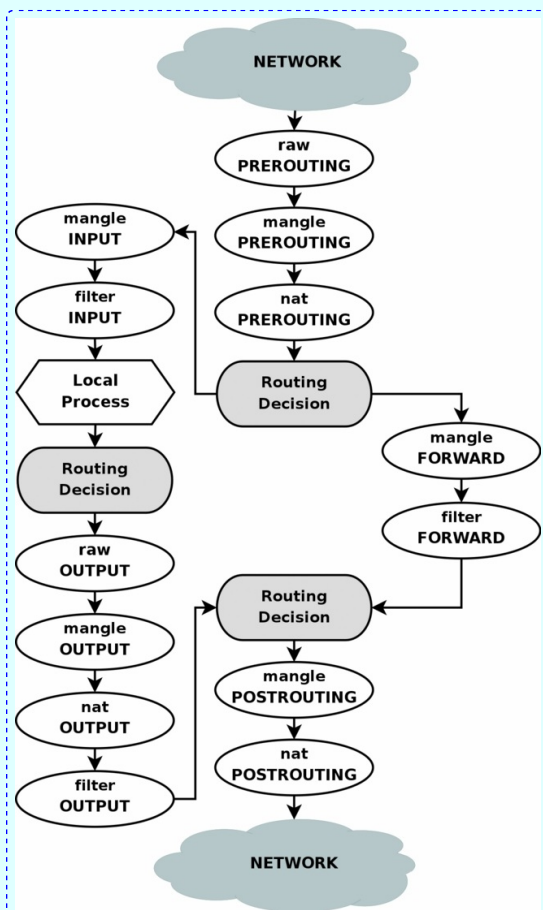 NETWORK
raw
PREROUTING
mangle
PREROUTING
nat
PREROUTING
Routing
Decision
mangle
INPUT
filter
INPUT
Local
Process
Routing
Decision
raw
OUTPUT
mangle
OUTPUT
nat
OUTPUT
filter
OUTPUT
mangle
FORWARD
filter
FORWARD
Routing
Decision
mangle
POSTROUTING
nat
POSTROUTING
NETWORK